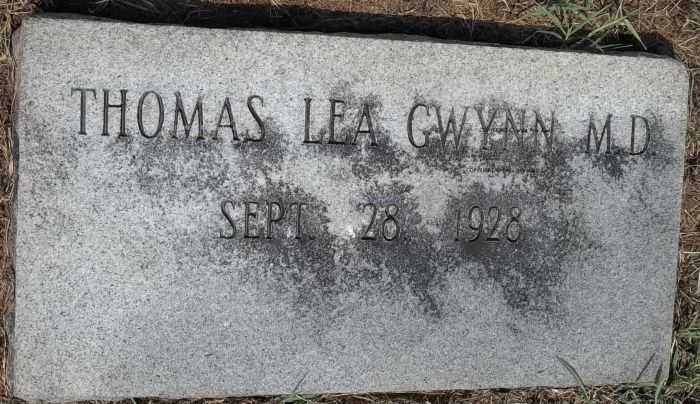 THOMAS LEA GWYNN M.D.
SEPT. 28, 1928